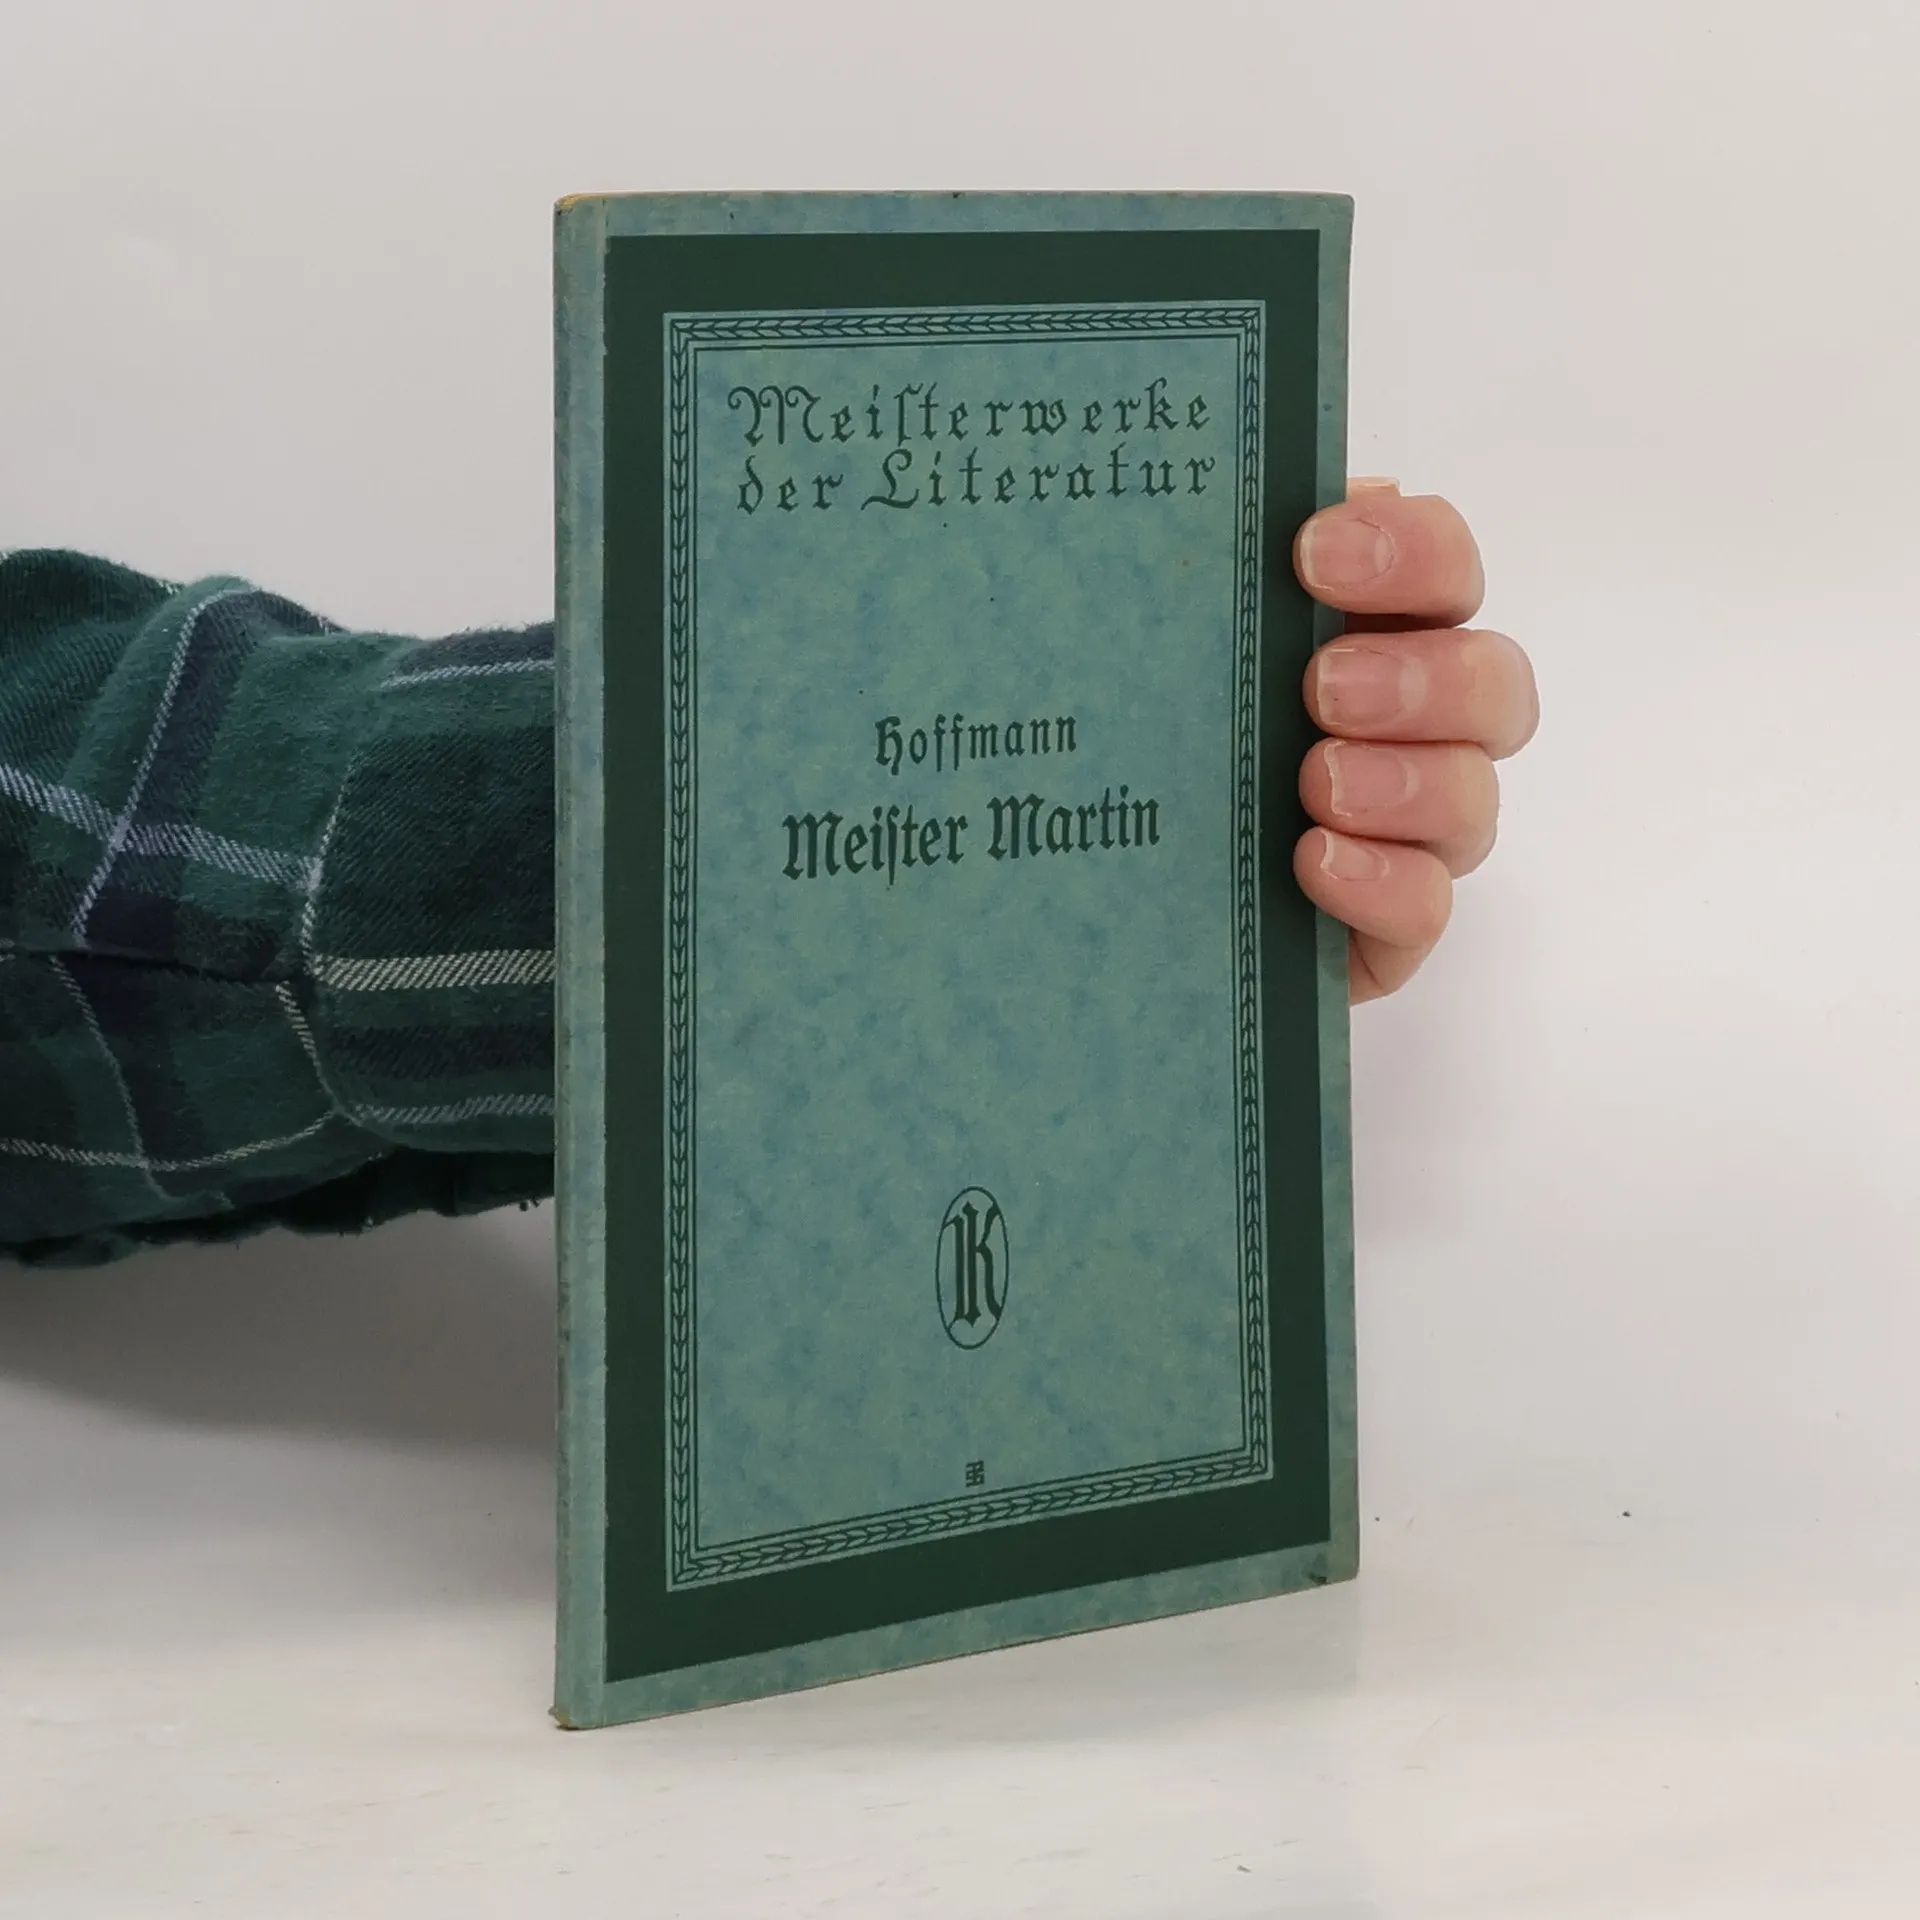 Meiſterwerke
der Literatur
Hoffmann
Meiſter Martin